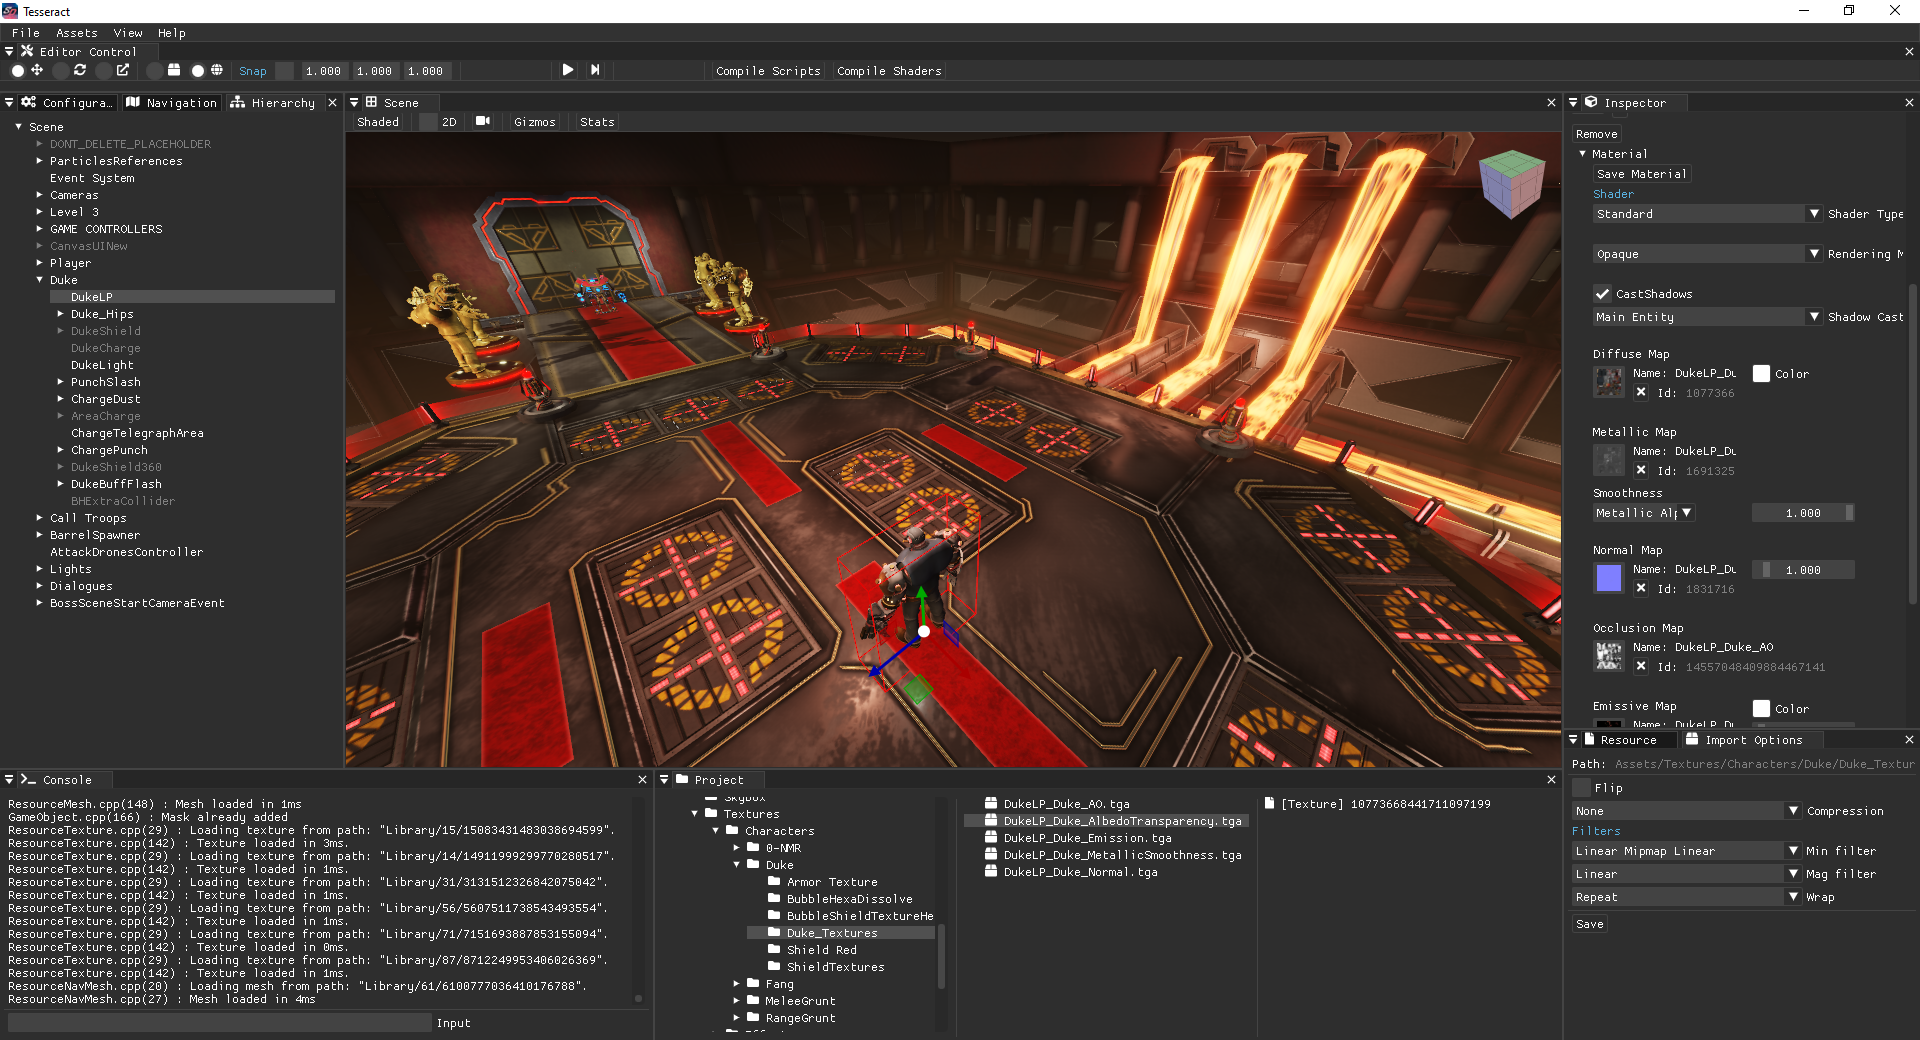 Tesseract
File Assets View Help
Editor Control
Snap 1.000 1.000 1.000 Compile Scripts Compile Shaders
Configura… Navigation Hierarchy
Scene
DONT_DELETE_PLACEHOLDER
ParticlesReferences
Event System
Cameras
Level 3
GAME CONTROLLERS
CanvasUINew
Player
Duke
DukeLP
Duke_Hips
DukeShield
DukeCharge
DukeLight
PunchSlash
ChargeDust
AreaCharge
ChargeTelegraphArea
ChargePunch
DukeShield360
DukeBuffFlash
BHExtraCollider
Call Troops
BarrelSpawner
AttackDronesController
Lights
Dialogues
BossSceneStartCameraEvent
Scene
Shaded 2D Gizmos Stats
Inspector
Remove
Material
Save Material
Shader
Standard Shader Type
Opaque Rendering M
CastShadows
Main Entity Shadow Cast
Diffuse Map
Name: DukeLP_Du Color
Id: 1077366
Metallic Map
Name: DukeLP_Du
Id: 1691325
Smoothness
Metallic Alp 1.000
Normal Map
Name: DukeLP_Du 1.000
Id: 1831716
Occlusion Map
Name: DukeLP_Duke_AO
Id: 14557048409884467141
Emissive Map Color
Name: DukeLP_Du
Resource Import Options
Path: Assets/Textures/Characters/Duke/Duke_Textur
Flip
None Compression
Filters
Linear Mipmap Linear Min filter
Linear Mag filter
Repeat Wrap
Save
Console
ResourceMesh.cpp(148) : Mesh loaded in 1ms
GameObject.cpp(166) : Mask already added
ResourceTexture.cpp(29) : Loading texture from path: "Library/15/15083431483038694599".
ResourceTexture.cpp(142) : Texture loaded in 3ms.
ResourceTexture.cpp(29) : Loading texture from path: "Library/14/14911999299770280517".
ResourceTexture.cpp(142) : Texture loaded in 1ms.
ResourceTexture.cpp(29) : Loading texture from path: "Library/31/3131512326842075042".
ResourceTexture.cpp(142) : Texture loaded in 1ms.
ResourceTexture.cpp(29) : Loading texture from path: "Library/56/5607511738543493554".
ResourceTexture.cpp(142) : Texture loaded in 1ms.
ResourceTexture.cpp(29) : Loading texture from path: "Library/71/7151693887853155094".
ResourceTexture.cpp(142) : Texture loaded in 0ms.
ResourceTexture.cpp(29) : Loading texture from path: "Library/87/8712249953406026369".
ResourceTexture.cpp(142) : Texture loaded in 1ms.
ResourceNavMesh.cpp(20) : Loading mesh from path: "Library/61/6100777036410176788".
ResourceNavMesh.cpp(27) : Mesh loaded in 4ms
Input
Project
Skybox
Textures
Characters
0-NMR
Duke
Armor Texture
BubbleHexaDissolve
BubbleShieldTextureHe
Duke_Textures
Shield Red
ShieldTextures
Fang
MeleeGrunt
RangeGrunt
DukeLP_Duke_AO.tga
DukeLP_Duke_AlbedoTransparency.tga
DukeLP_Duke_Emission.tga
DukeLP_Duke_MetallicSmoothness.tga
DukeLP_Duke_Normal.tga
[Texture] 10773668441711097199